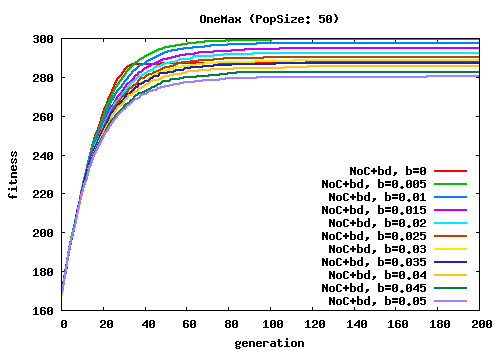 OneMax (PopSize; 50)
300
280
260
240
220
200
180
160
fitness
NoC+bd, b=0
NoC+bd, b=0.005
NoC+bd, b=0.01
NoC+bd, b=0.015
NoC+bd, b=0.02
NoC+bd, b=0.025
NoC+bd, b=0.03
NoC+bd, b=0.035
NoC+bd, b=0.04
NoC+bd, b=0.045
NoC+bd, b=0.05
0 20 40 60 80 100 120 140 160 180 200
generation